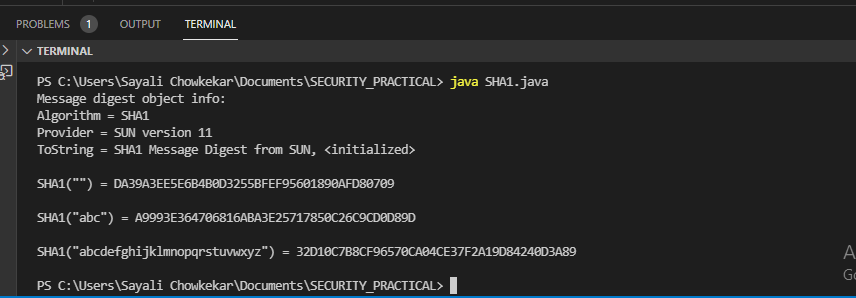 PROBLEMS 1 OUTPUT TERMINAL
TERMINAL
PS C:\Users\Sayali Chowkekar\Documents\SECURITY_PRACTICAL> java SHA1.java
Message digest object info:
Algorithm = SHA1
Provider = SUN version 11
ToString = SHA1 Message Digest from SUN, <initialized>
SHA1("") = DA39A3EE5E6B4B0D3255BFEF95601890AFD80709
SHA1("abc") = A9993E364706816ABA3E25717850C26C9CD0D89D
SHA1("abcdefghijklmnopqrstuvwxyz") = 32D10C7B8CF96570CA04CE37F2A19D84240D3A89
PS C:\Users\Sayali Chowkekar\Documents\SECURITY_PRACTICAL>